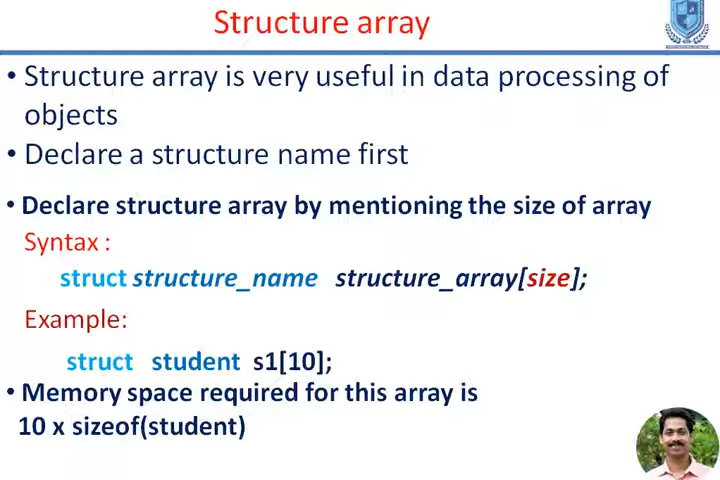 Structure array
• Structure array is very useful in data processing of
objects
• Declare a structure name first
• Declare structure array by mentioning the size of array
Syntax :
struct structure_name structure_array[size];
Example:
struct student s1[10];
• Memory space required for this array is
10 x sizeof(student)